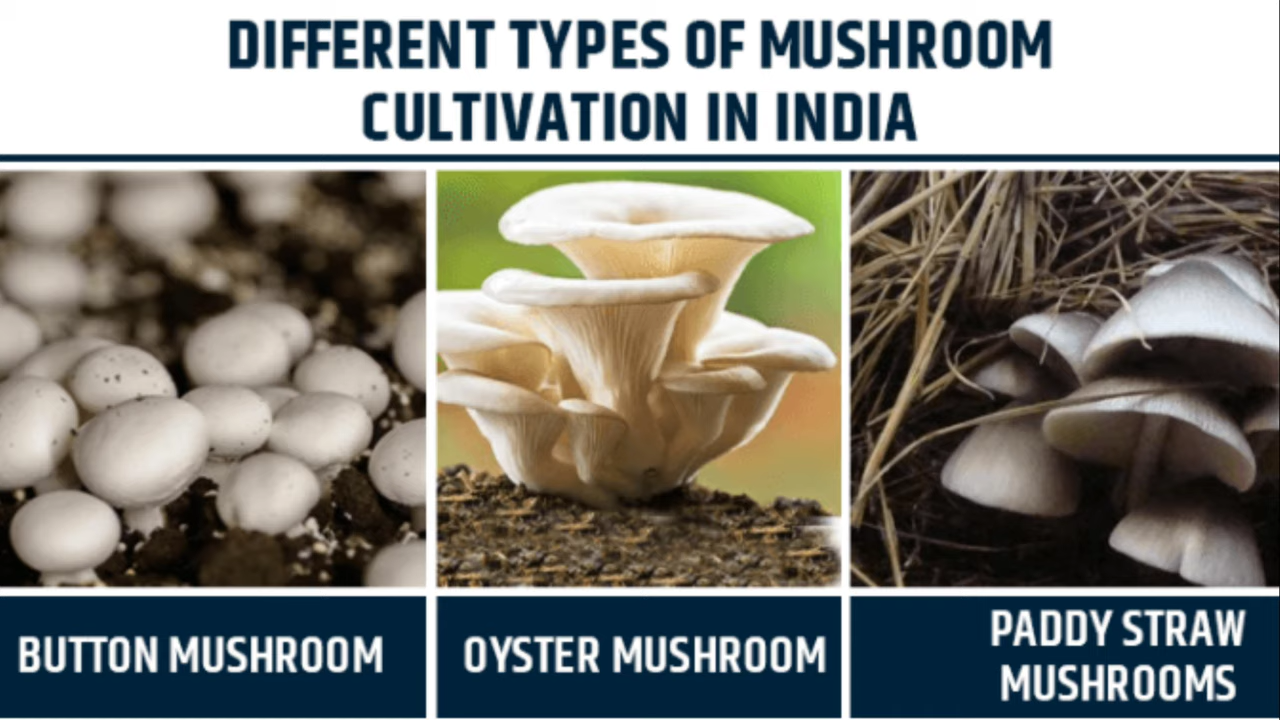 DIFFERENT TYPES OF MUSHROOM
CULTIVATION IN INDIA
BUTTON MUSHROOM
OYSTER MUSHROOM
PADDY STRAW
MUSHROOMS